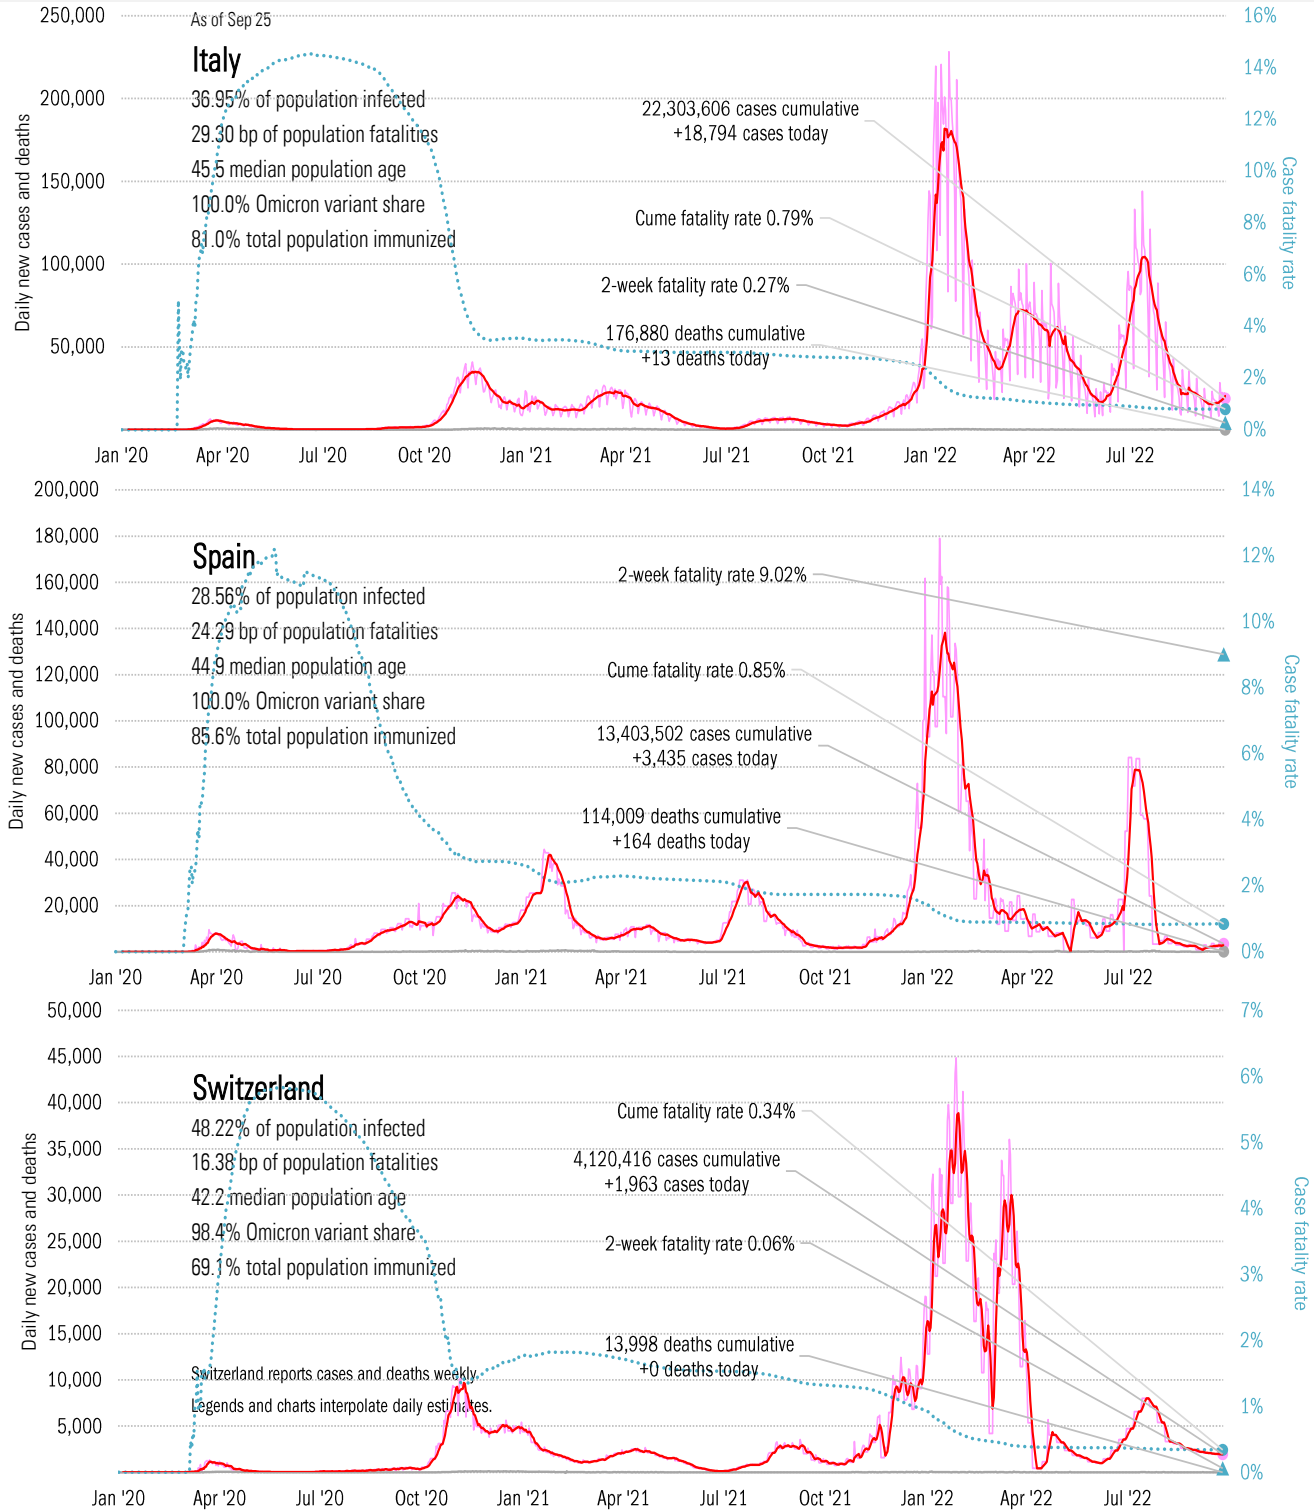 250,000
As of Sep 25
16%
Italy
14%
36.95% of population infected
200,000
22,303,606 cases cumulative
+18,794 cases today
12%
29.30 bp of population fatalities
45.5 median population age
150,000
10%
100.0% Omicron variant share
Cume fatality rate 0.79%
8%
81.0% total population immunized
100,000
6%
2-week fatality rate 0.27%
176,880 deaths cumulative
+13 deaths today
4%
50,000
2%
0%
Daily new cases and deaths
Case fatality rate
Jan '20 Apr '20 Jul '20 Oct '20 Jan '21 Apr '21 Jul '21 Oct '21 Jan '22 Apr '22 Jul '22
200,000
14%
180,000
Spain
12%
2-week fatality rate 9.02%
160,000
28.56% of population infected
140,000
10%
24.29 bp of population fatalities
120,000
44.9 median population age
Cume fatality rate 0.85%
8%
100.0% Omicron variant share
100,000
85.6% total population immunized
13,403,502 cases cumulative
+3,435 cases today
6%
80,000
60,000
4%
114,009 deaths cumulative
+164 deaths today
40,000
2%
20,000
0%
Daily new cases and deaths
Case fatality rate
Jan '20 Apr '20 Jul '20 Oct '20 Jan '21 Apr '21 Jul '21 Oct '21 Jan '22 Apr '22 Jul '22
50,000
7%
45,000
6%
Switzerland
40,000
Cume fatality rate 0.34%
48.22% of population infected
35,000
5%
16.38 bp of population fatalities
4,120,416 cases cumulative
+1,963 cases today
30,000
42.2 median population age
4%
98.4% Omicron variant share
25,000
2-week fatality rate 0.06%
69.1% total population immunized
3%
20,000
15,000
2%
13,998 deaths cumulative
+0 deaths today
10,000
Switzerland reports cases and deaths weekly.
Legends and charts interpolate daily estimates.
1%
5,000
0%
Daily new cases and deaths
Case fatality rate
Jan '20 Apr '20 Jul '20 Oct '20 Jan '21 Apr '21 Jul '21 Oct '21 Jan '22 Apr '22 Jul '22